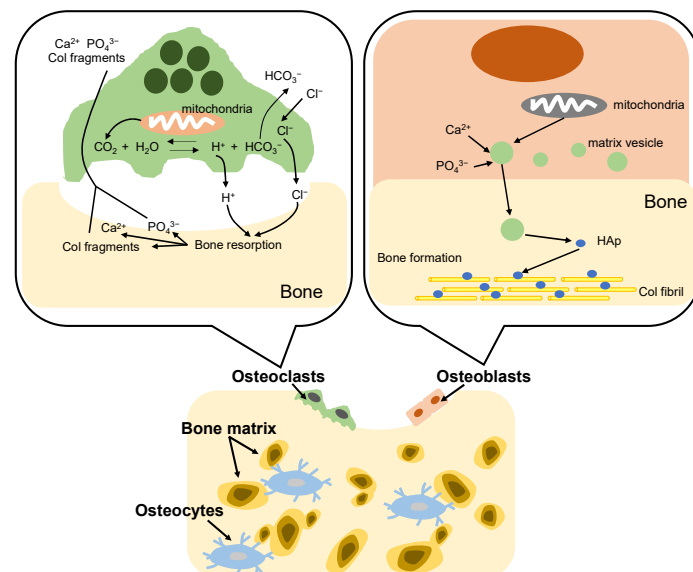 Ca²⁺ PO₄³⁻
Col fragments
HCO₃⁻
Cl⁻
mitochondria
Cl⁻
CO₂ + H₂O
H⁺ + HCO₃⁻
H⁺
Cl⁻
Ca²⁺
PO₄³⁻
Col fragments
Bone resorption
Bone
mitochondria
Ca²⁺
PO₄³⁻
matrix vesicle
Bone
HAp
Bone formation
Col fibril
Osteoclasts
Osteoblasts
Bone matrix
Osteocytes